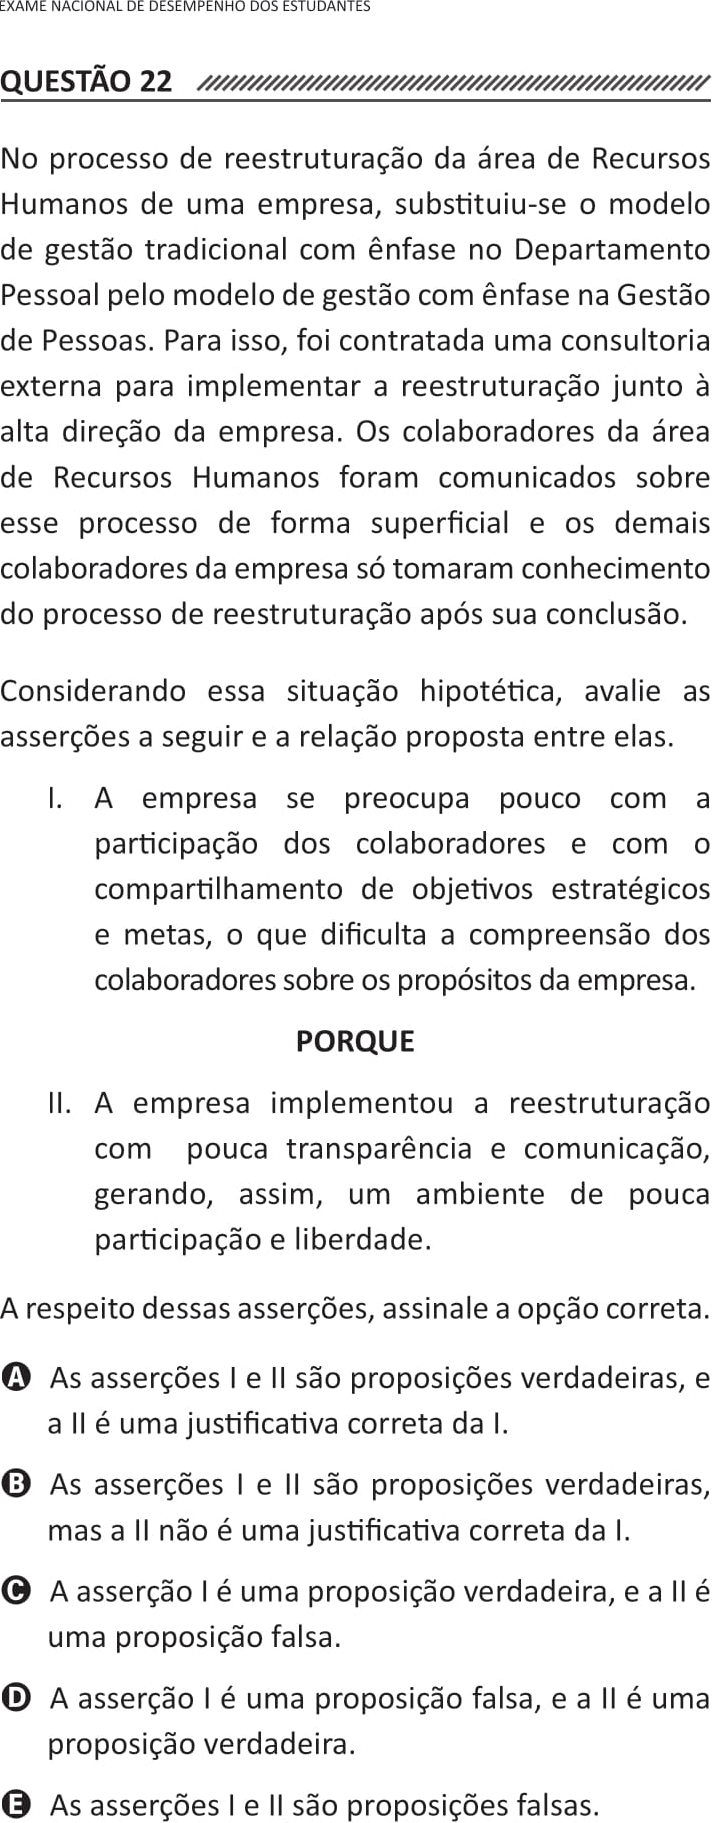 EXAME NACIONAL DE DESEMPENHO DOS ESTUDANTES
QUESTÃO 22
No processo de reestruturação da área de Recursos
Humanos de uma empresa, substituiu-se o modelo
de gestão tradicional com ênfase no Departamento
Pessoal pelo modelo de gestão com ênfase na Gestão
de Pessoas. Para isso, foi contratada uma consultoria
externa para implementar a reestruturação junto à
alta direção da empresa. Os colaboradores da área
de Recursos Humanos foram comunicados sobre
esse processo de forma superficial e os demais
colaboradores da empresa só tomaram conhecimento
do processo de reestruturação após sua conclusão.
Considerando essa situação hipotética, avalie as
asserções a seguir e a relação proposta entre elas.
I. A empresa se preocupa pouco com a
participação dos colaboradores e com o
compartilhamento de objetivos estratégicos
e metas, o que dificulta a compreensão dos
colaboradores sobre os propósitos da empresa.
PORQUE
II. A empresa implementou a reestruturação
com pouca transparência e comunicação,
gerando, assim, um ambiente de pouca
participação e liberdade.
A respeito dessas asserções, assinale a opção correta.
A As asserções I e II são proposições verdadeiras, e
a II é uma justificativa correta da I.
B As asserções I e II são proposições verdadeiras,
mas a II não é uma justificativa correta da I.
C A asserção I é uma proposição verdadeira, e a II é
uma proposição falsa.
D A asserção I é uma proposição falsa, e a II é uma
proposição verdadeira.
E As asserções I e II são proposições falsas.